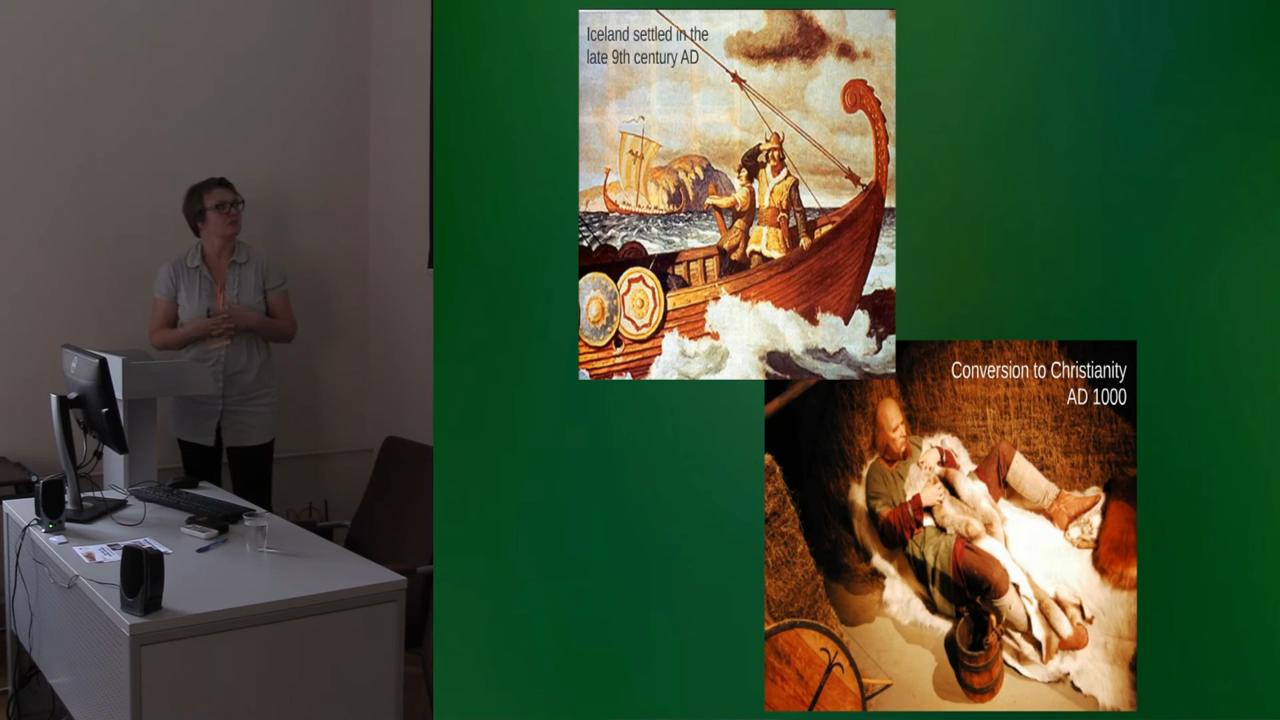 Iceland settled in the
late 9th century AD
Conversion to Christianity
AD 1000